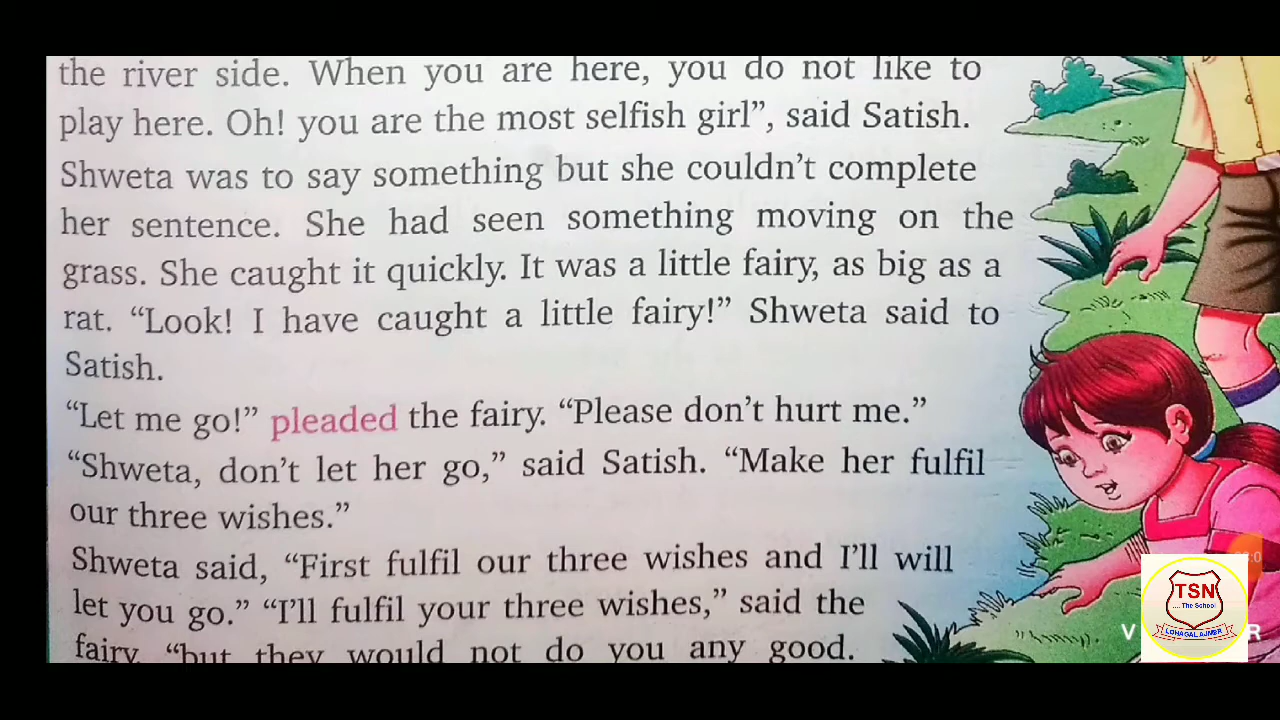 the river side. When you are here, you do not like to
play here. Oh! you are the most selfish girl”, said Satish.
Shweta was to say something but she couldn’t complete
her sentence. She had seen something moving on the
grass. She caught it quickly. It was a little fairy, as big as a
rat. “Look! I have caught a little fairy!” Shweta said to
Satish.
“Let me go!” pleaded the fairy. “Please don’t hurt me.”
“Shweta, don’t let her go,” said Satish. “Make her fulfil
our three wishes.”
Shweta said, “First fulfil our three wishes and I’ll will
let you go.” “I’ll fulfil your three wishes,” said the
fairy, “but they would not do you any good.
TSN
.... The School
LOHAGAL AJMER